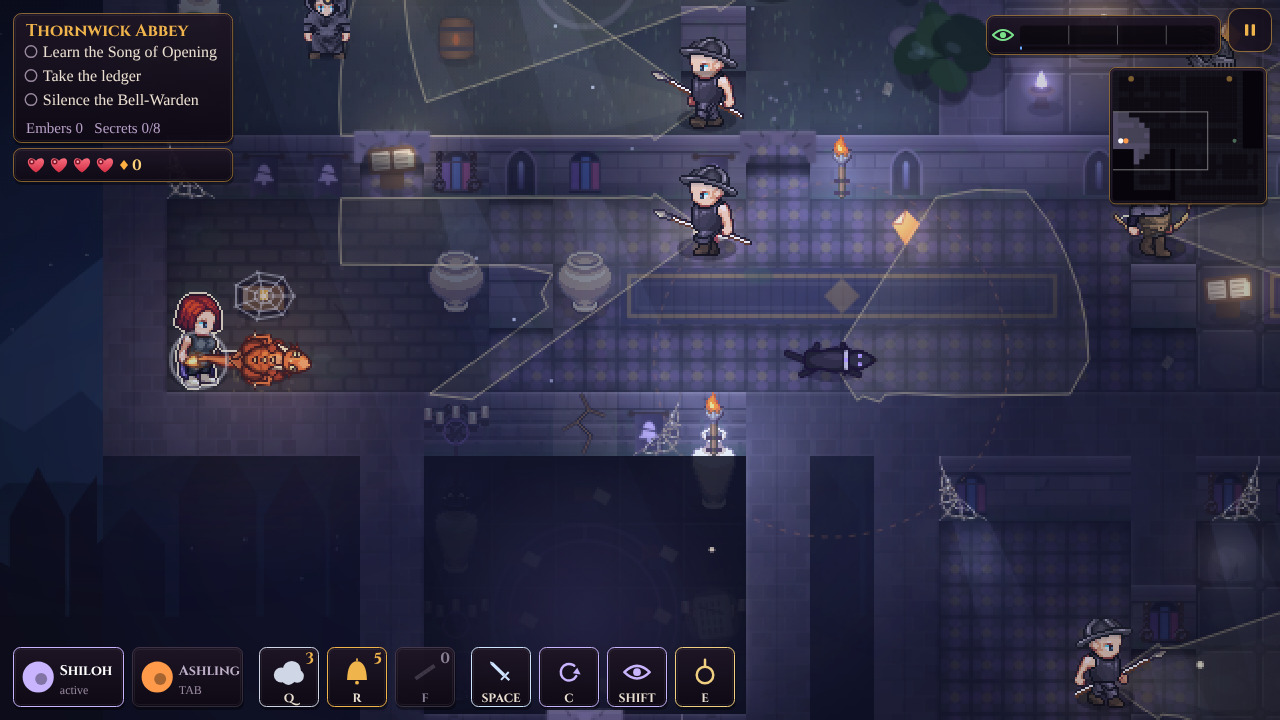 Thornwick Abbey
Learn the Song of Opening
Take the ledger
Silence the Bell-Warden
Embers 0 Secrets 0/8
0
Shiloh
active
Ashling
TAB
3
Q
5
R
0
F
SPACE
C
SHIFT
E